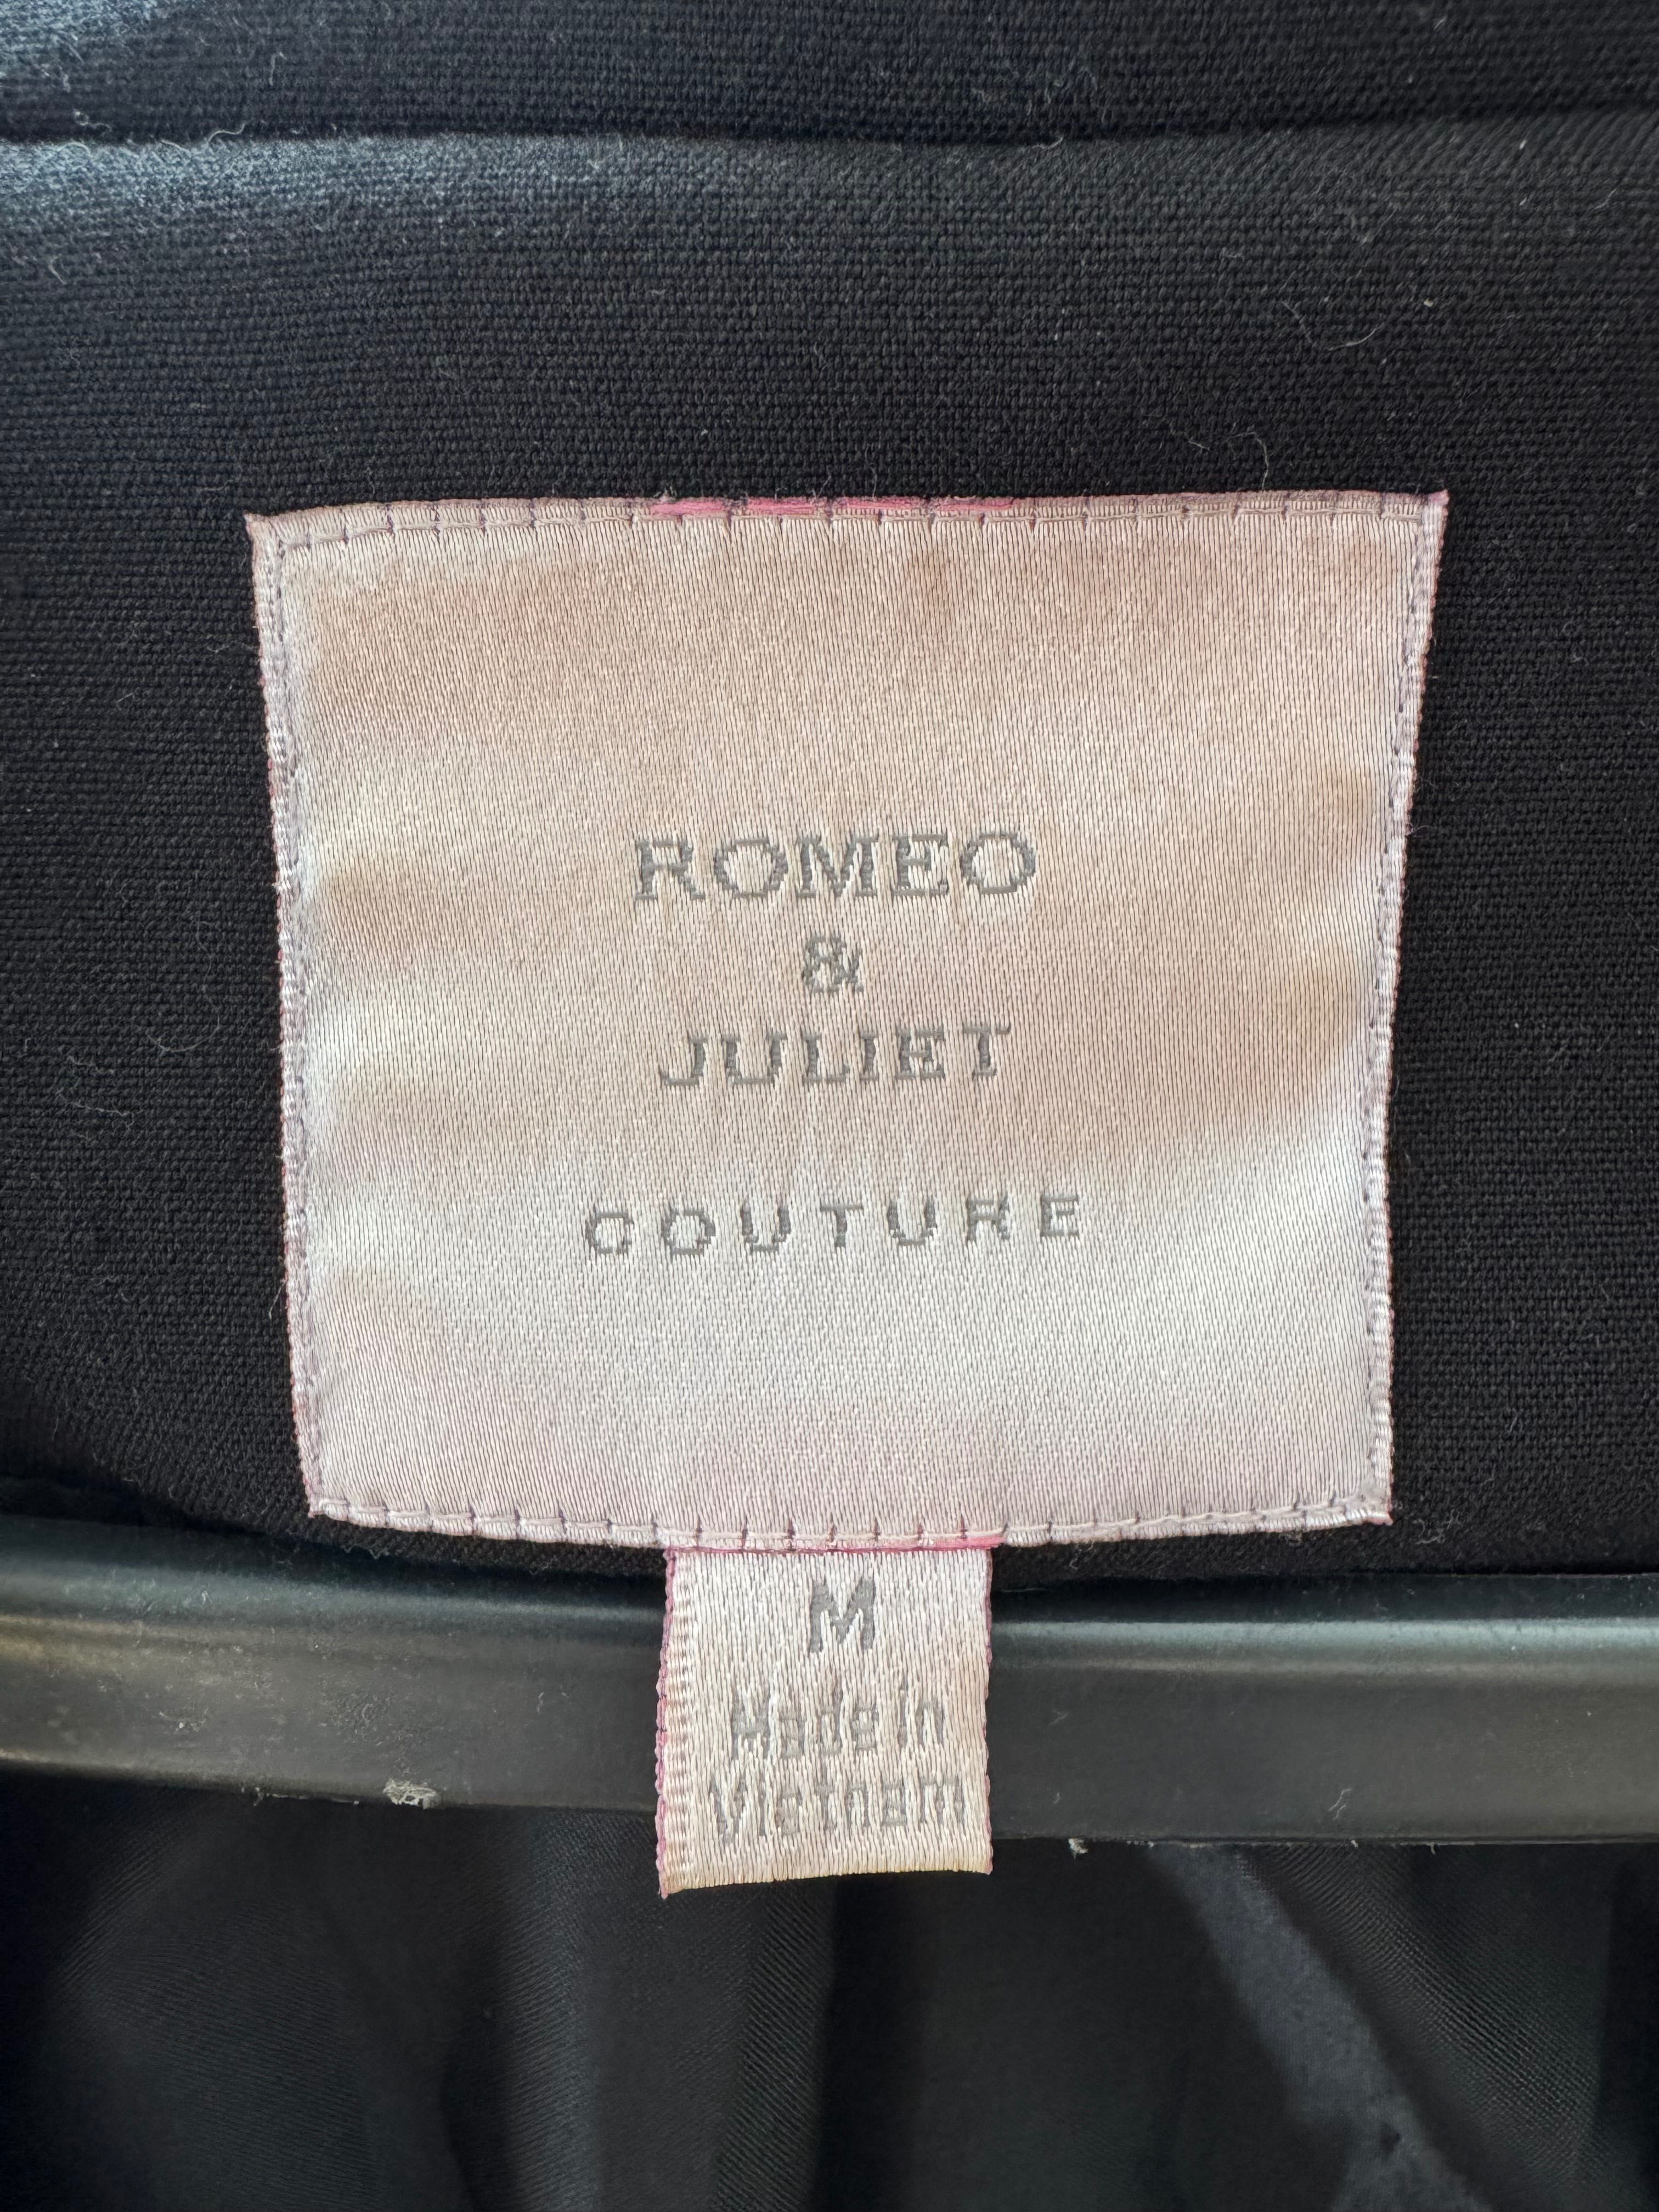 ROMEO
&
JULIET
COUTURE
M
Made in
Vietnam